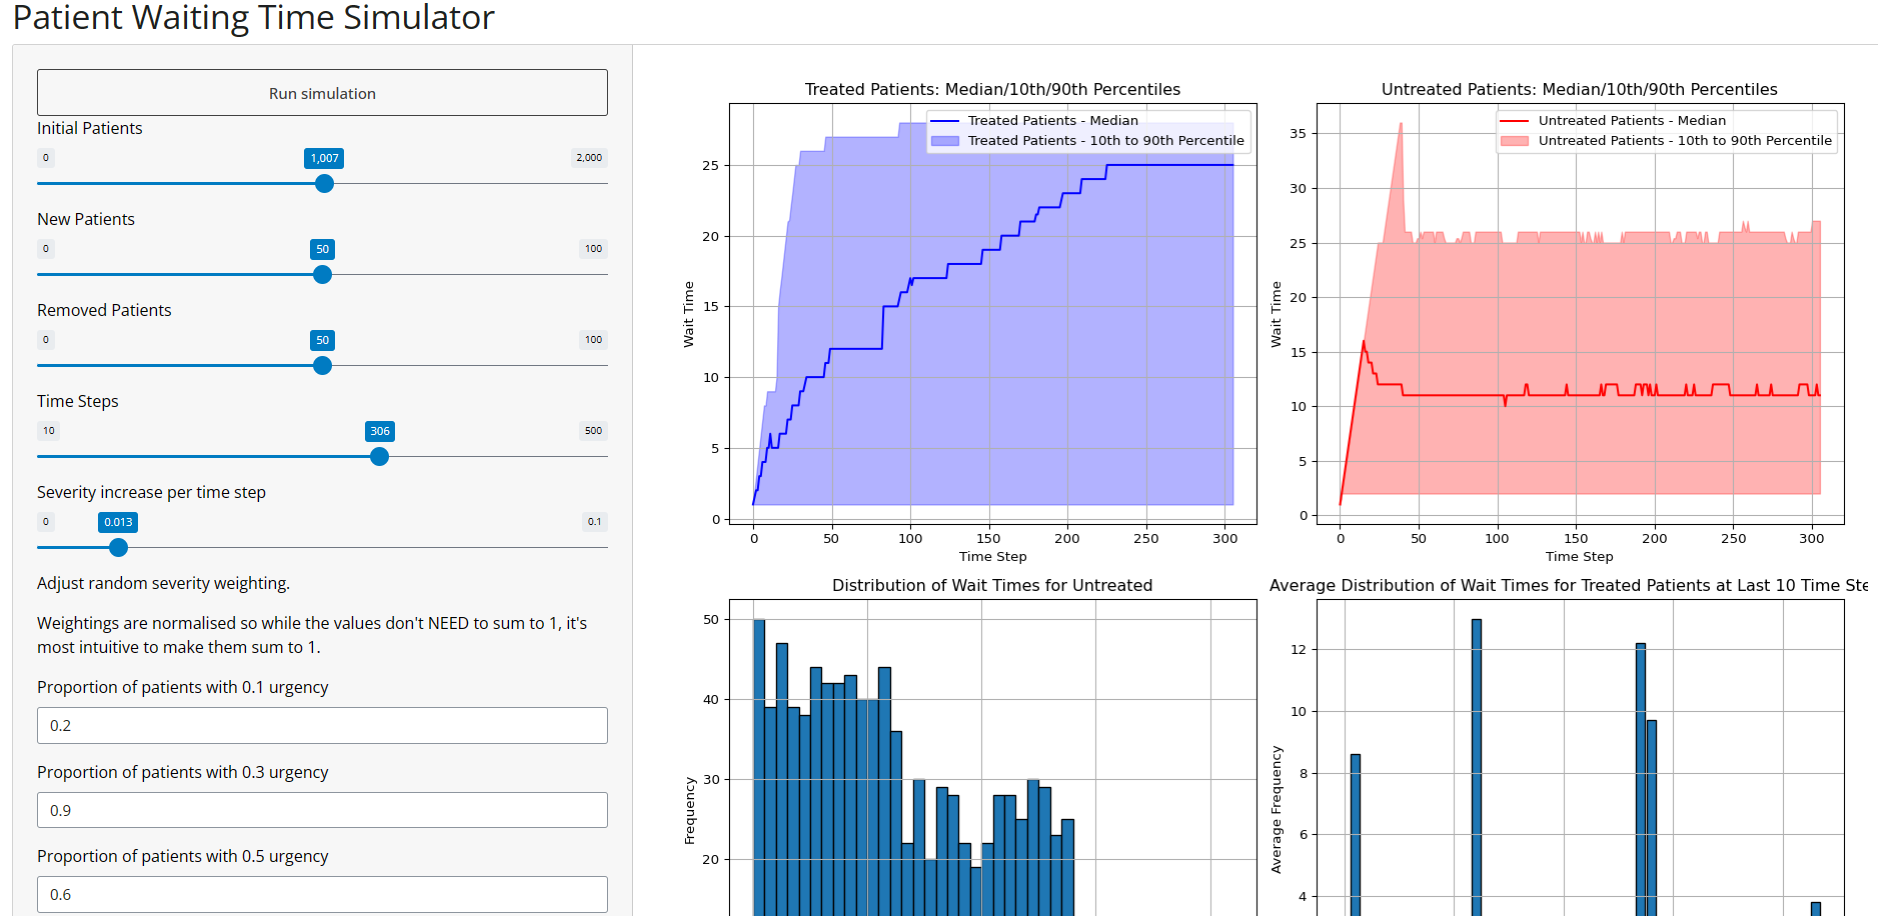 Patient Waiting Time Simulator
Run simulation
Initial Patients
0
1,007
2,000
New Patients
0
50
100
Removed Patients
0
50
100
Time Steps
10
306
500
Severity increase per time step
0
0.013
0.1
Adjust random severity weighting.
Weightings are normalised so while the values don't NEED to sum to 1, it's
most intuitive to make them sum to 1.
Proportion of patients with 0.1 urgency
0.2
Proportion of patients with 0.3 urgency
0.9
Proportion of patients with 0.5 urgency
0.6
Treated Patients: Median/10th/90th Percentiles
Treated Patients - Median
Treated Patients - 10th to 90th Percentile
Wait Time
25
20
15
10
5
0
0 50 100 150 200 250 300
Time Step
Untreated Patients: Median/10th/90th Percentiles
Untreated Patients - Median
Untreated Patients - 10th to 90th Percentile
Wait Time
35
30
25
20
15
10
5
0
0 50 100 150 200 250 300
Time Step
Distribution of Wait Times for Untreated
Frequency
50
40
30
20
Average Distribution of Wait Times for Treated Patients at Last 10 Time Ste
Average Frequency
12
10
8
6
4